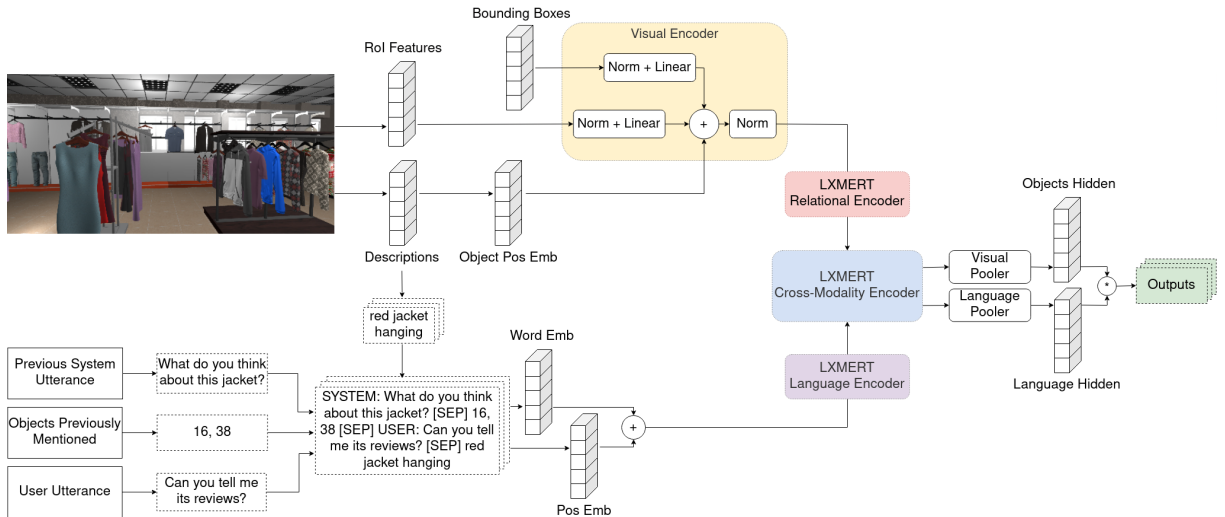 Bounding Boxes
Visual Encoder
RoI Features
Norm + Linear
Norm + Linear
+
Norm
Descriptions
Object Pos Emb
LXMERT
Relational Encoder
Objects Hidden
LXMERT
Cross-Modality Encoder
Visual
Pooler
Language
Pooler
*
Outputs
Language Hidden
LXMERT
Language Encoder
red jacket
hanging
Word Emb
Previous System
Utterance
What do you think
about this jacket?
Objects Previously
Mentioned
16, 38
User Utterance
Can you tell me
its reviews?
SYSTEM: What do you think
about this jacket? [SEP] 16,
38 [SEP] USER: Can you tell
me its reviews? [SEP] red
jacket hanging
+
Pos Emb